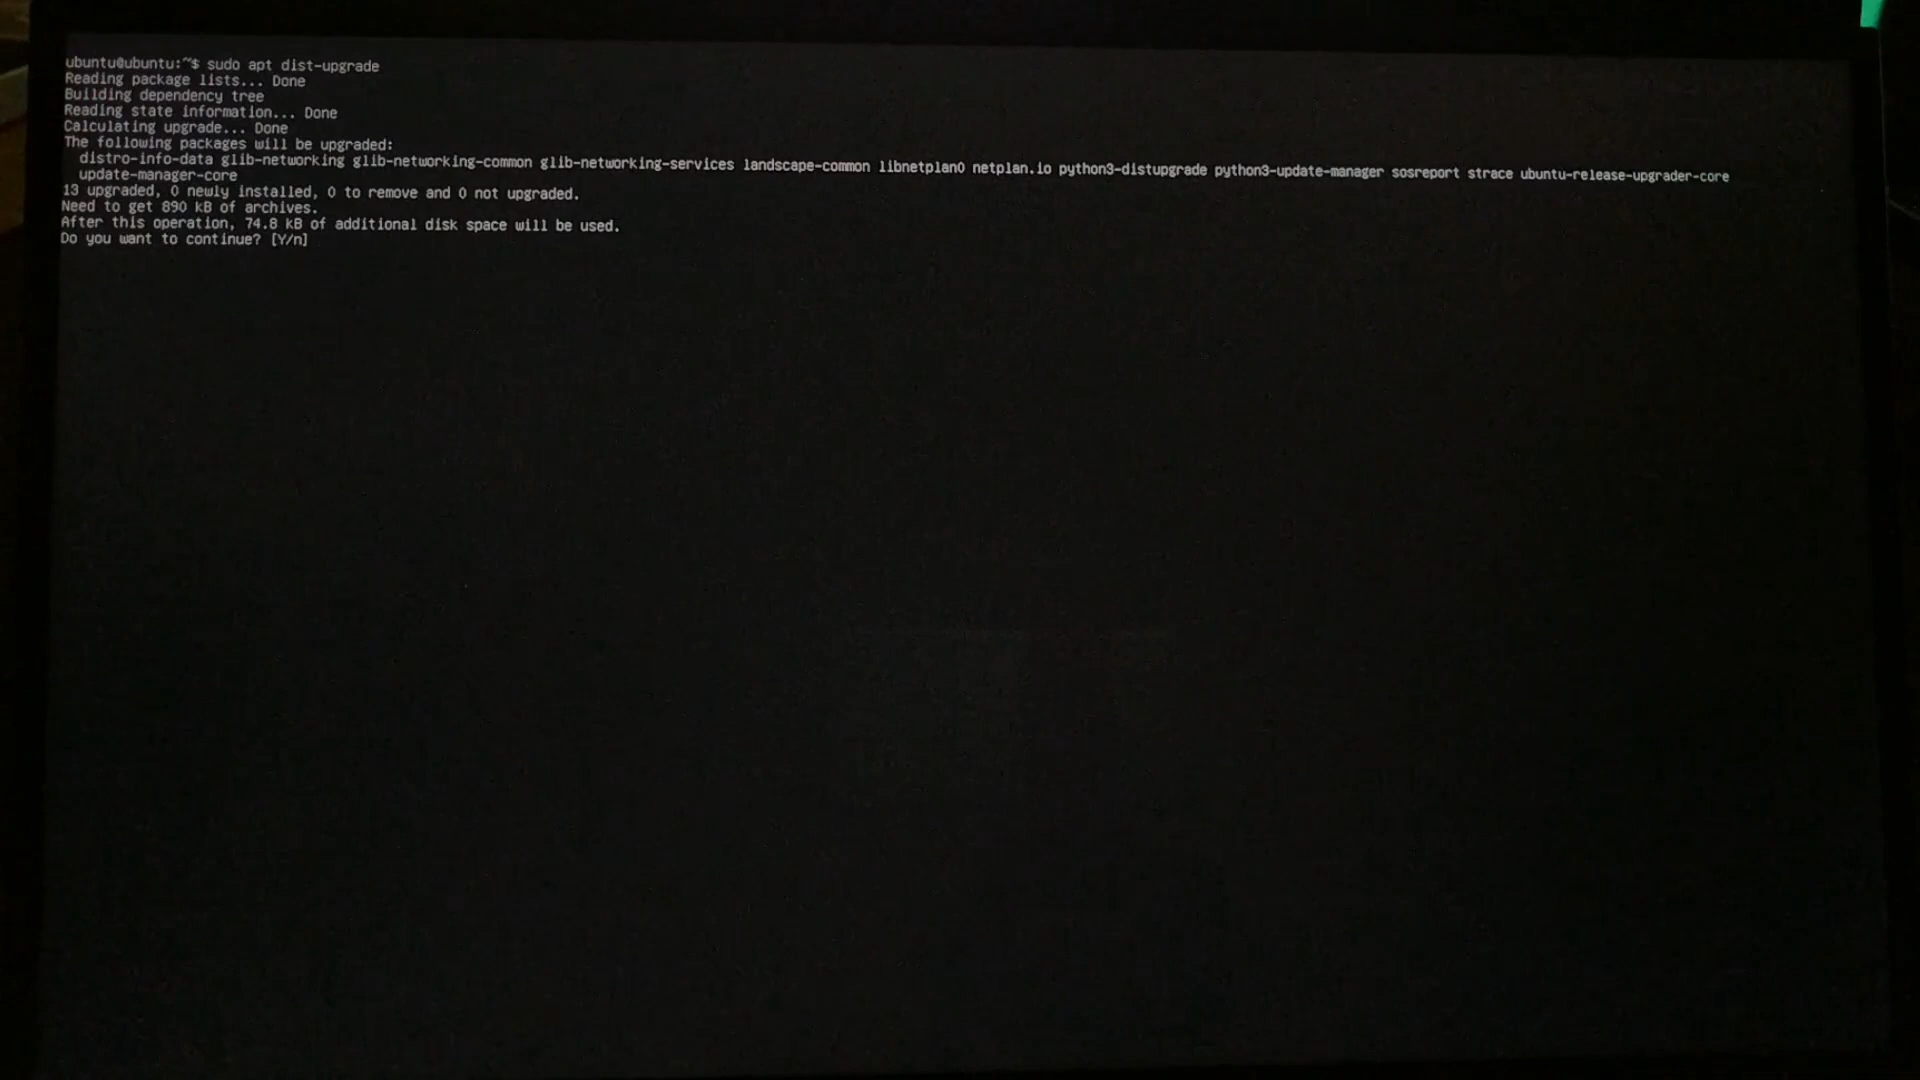 ubuntu@ubuntu:~$ sudo apt dist-upgrade
Reading package lists... Done
Building dependency tree
Reading state information... Done
Calculating upgrade... Done
The following packages will be upgraded:
  distro-info-data glib-networking glib-networking-common glib-networking-services landscape-common libnetplan0 netplan.io python3-distupgrade python3-update-manager sosreport strace ubuntu-release-upgrader-core
  update-manager-core
13 upgraded, 0 newly installed, 0 to remove and 0 not upgraded.
Need to get 890 kB of archives.
After this operation, 74.8 kB of additional disk space will be used.
Do you want to continue? [Y/n]